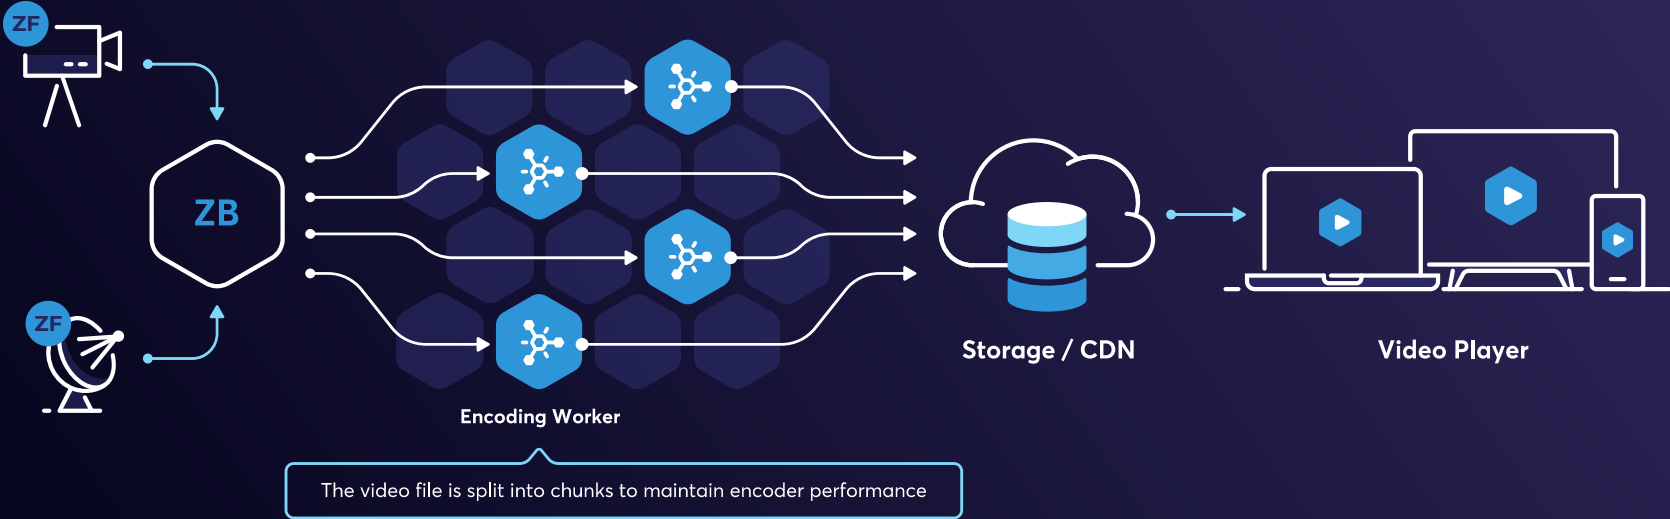 ZF
ZB
ZF
Storage / CDN
Video Player
Encoding Worker
The video file is split into chunks to maintain encoder performance